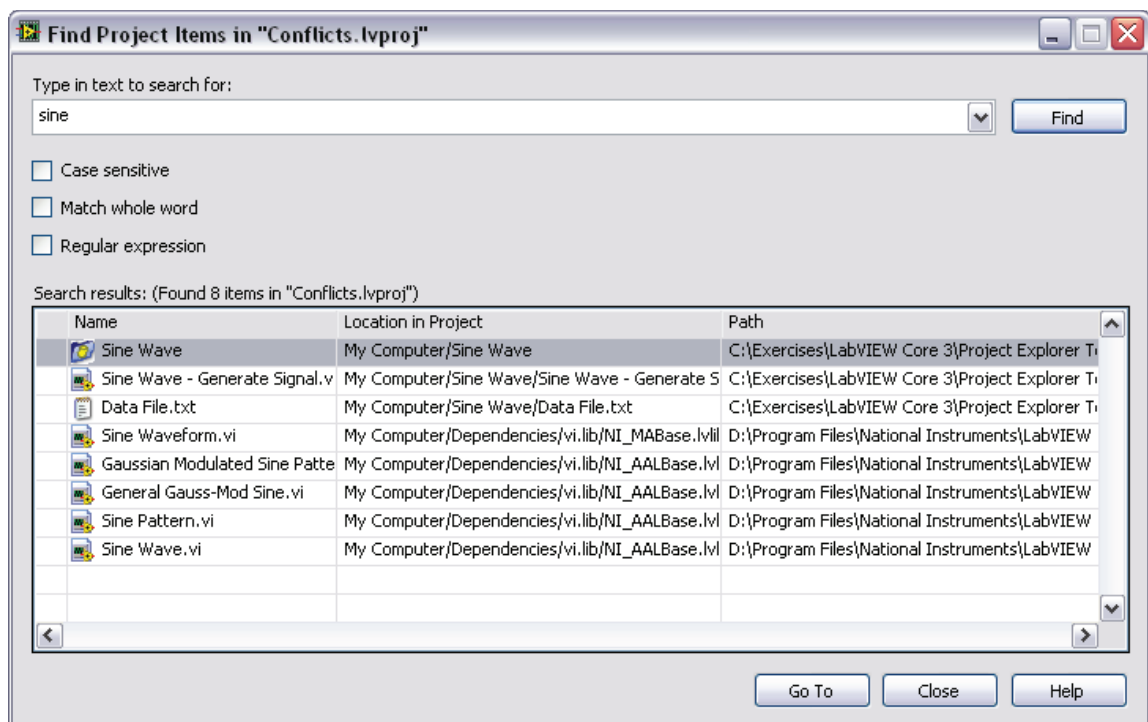 Find Project Items in "Conflicts.lvproj"
Type in text to search for:
sine
Find
Case sensitive
Match whole word
Regular expression
Search results: (Found 8 items in "Conflicts.lvproj")
Name Location in Project Path
Sine Wave My Computer/Sine Wave C:\Exercises\LabVIEW Core 3\Project Explorer T
Sine Wave - Generate Signal.v My Computer/Sine Wave/Sine Wave - Generate S C:\Exercises\LabVIEW Core 3\Project Explorer T
Data File.txt My Computer/Sine Wave/Data File.txt C:\Exercises\LabVIEW Core 3\Project Explorer T
Sine Waveform.vi My Computer/Dependencies/vi.lib/NI_MABase.lvlil D:\Program Files\National Instruments\LabVIEW
Gaussian Modulated Sine Patte My Computer/Dependencies/vi.lib/NI_AALBase.lvl D:\Program Files\National Instruments\LabVIEW
General Gauss-Mod Sine.vi My Computer/Dependencies/vi.lib/NI_AALBase.lvl D:\Program Files\National Instruments\LabVIEW
Sine Pattern.vi My Computer/Dependencies/vi.lib/NI_AALBase.lvl D:\Program Files\National Instruments\LabVIEW
Sine Wave.vi My Computer/Dependencies/vi.lib/NI_AALBase.lvl D:\Program Files\National Instruments\LabVIEW
Go To Close Help